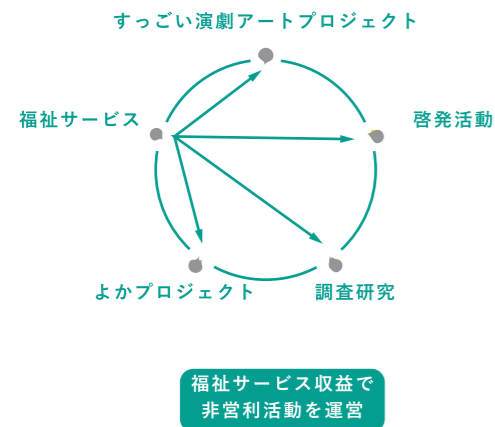 すっごい演劇アートプロジェクト
福祉サービス
啓発活動
よかプロジェクト
調査研究
福祉サービス収益で
非営利活動を運営